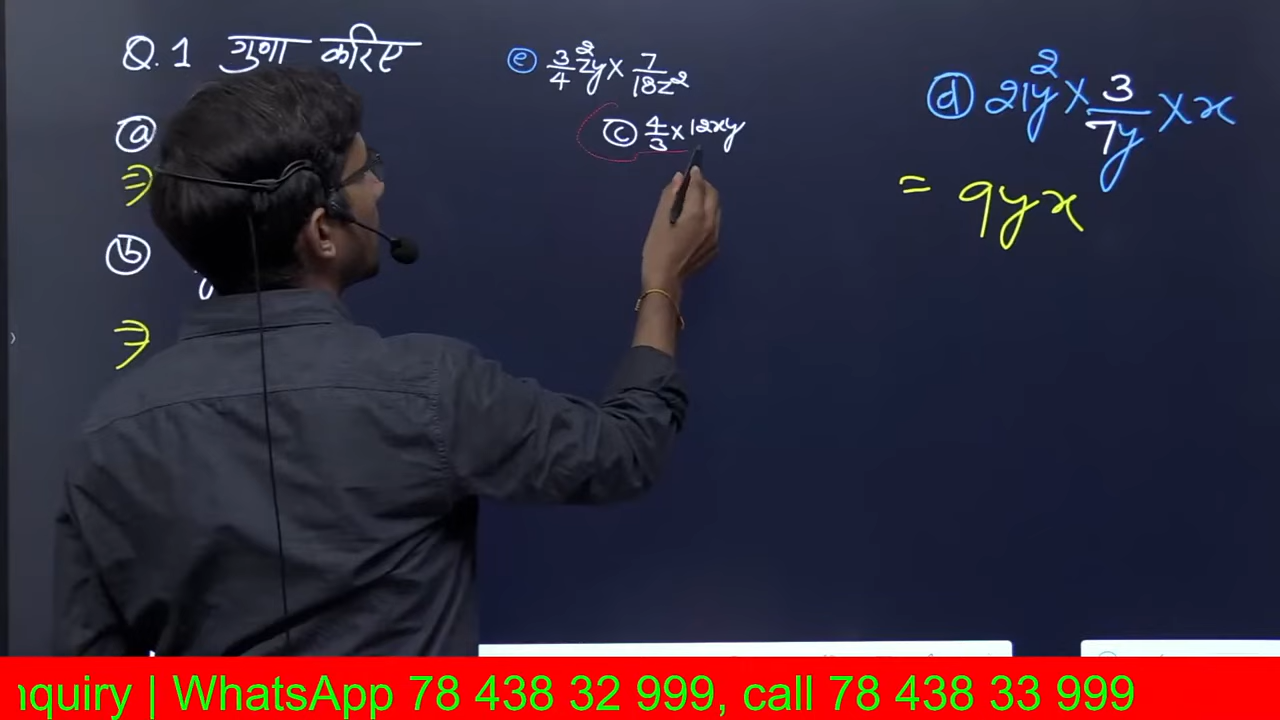 Q. 1 गुणा करिए
ⓐ
⇒
ⓑ
⇒
ⓔ 3/4 z²y × 7/18z²
ⓒ 4/3 × 12xy
ⓓ 21y² × 3/7y × x
= 9yx
nquiry | WhatsApp 78 438 32 999, call 78 438 33 999